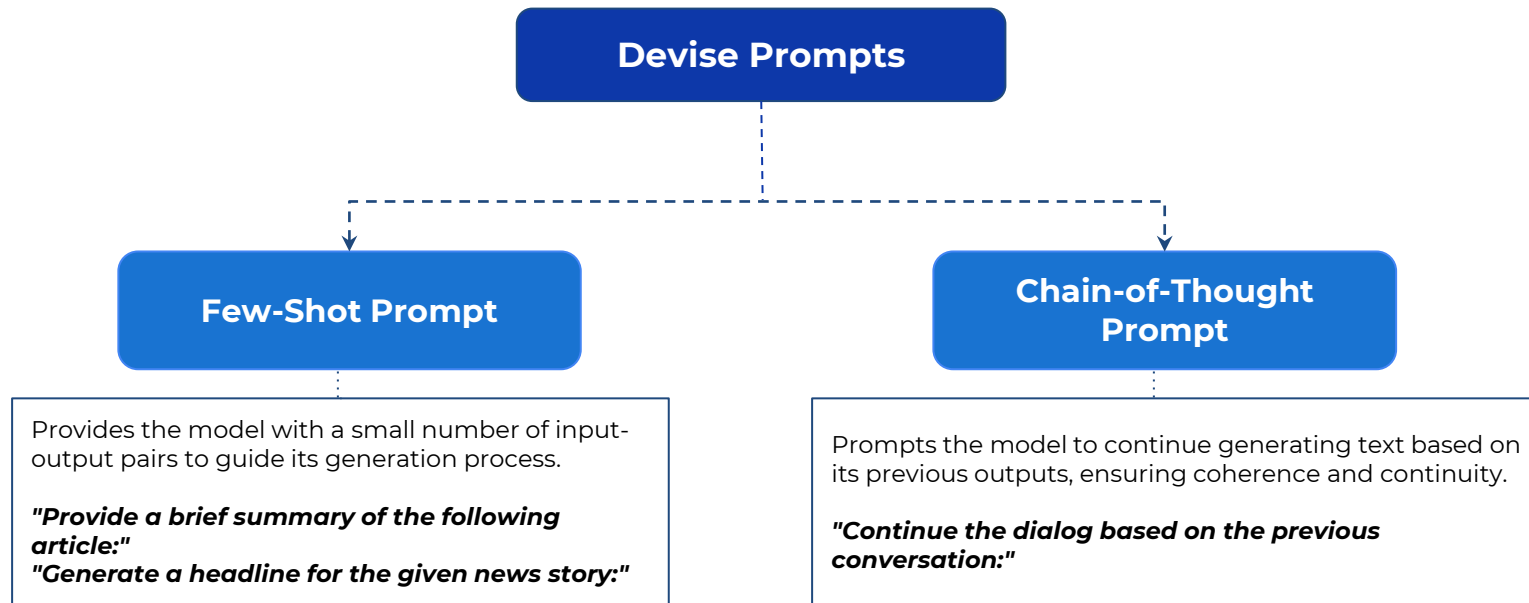 Devise Prompts
Few-Shot Prompt
Chain-of-Thought
Prompt
Provides the model with a small number of input-
output pairs to guide its generation process.
"Provide a brief summary of the following
article:"
"Generate a headline for the given news story:"
Prompts the model to continue generating text based on
its previous outputs, ensuring coherence and continuity.
"Continue the dialog based on the previous
conversation:"